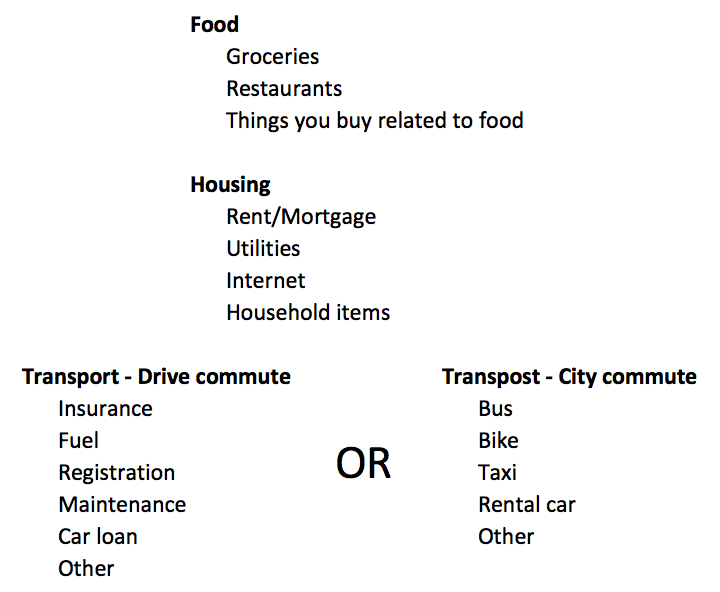 Food
Groceries
Restaurants
Things you buy related to food
Housing
Rent/Mortgage
Utilities
Internet
Household items
Transport - Drive commute
Insurance
Fuel
Registration
Maintenance
Car loan
Other
OR
Transpost - City commute
Bus
Bike
Taxi
Rental car
Other